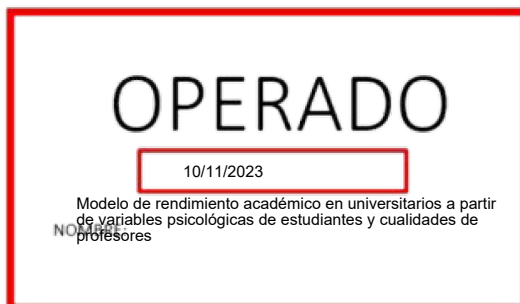 OPERADO
10/11/2023
Modelo de rendimiento académico en universitarios a partir
de variables psicológicas de estudiantes y cualidades de
NOMBRE:
profesores